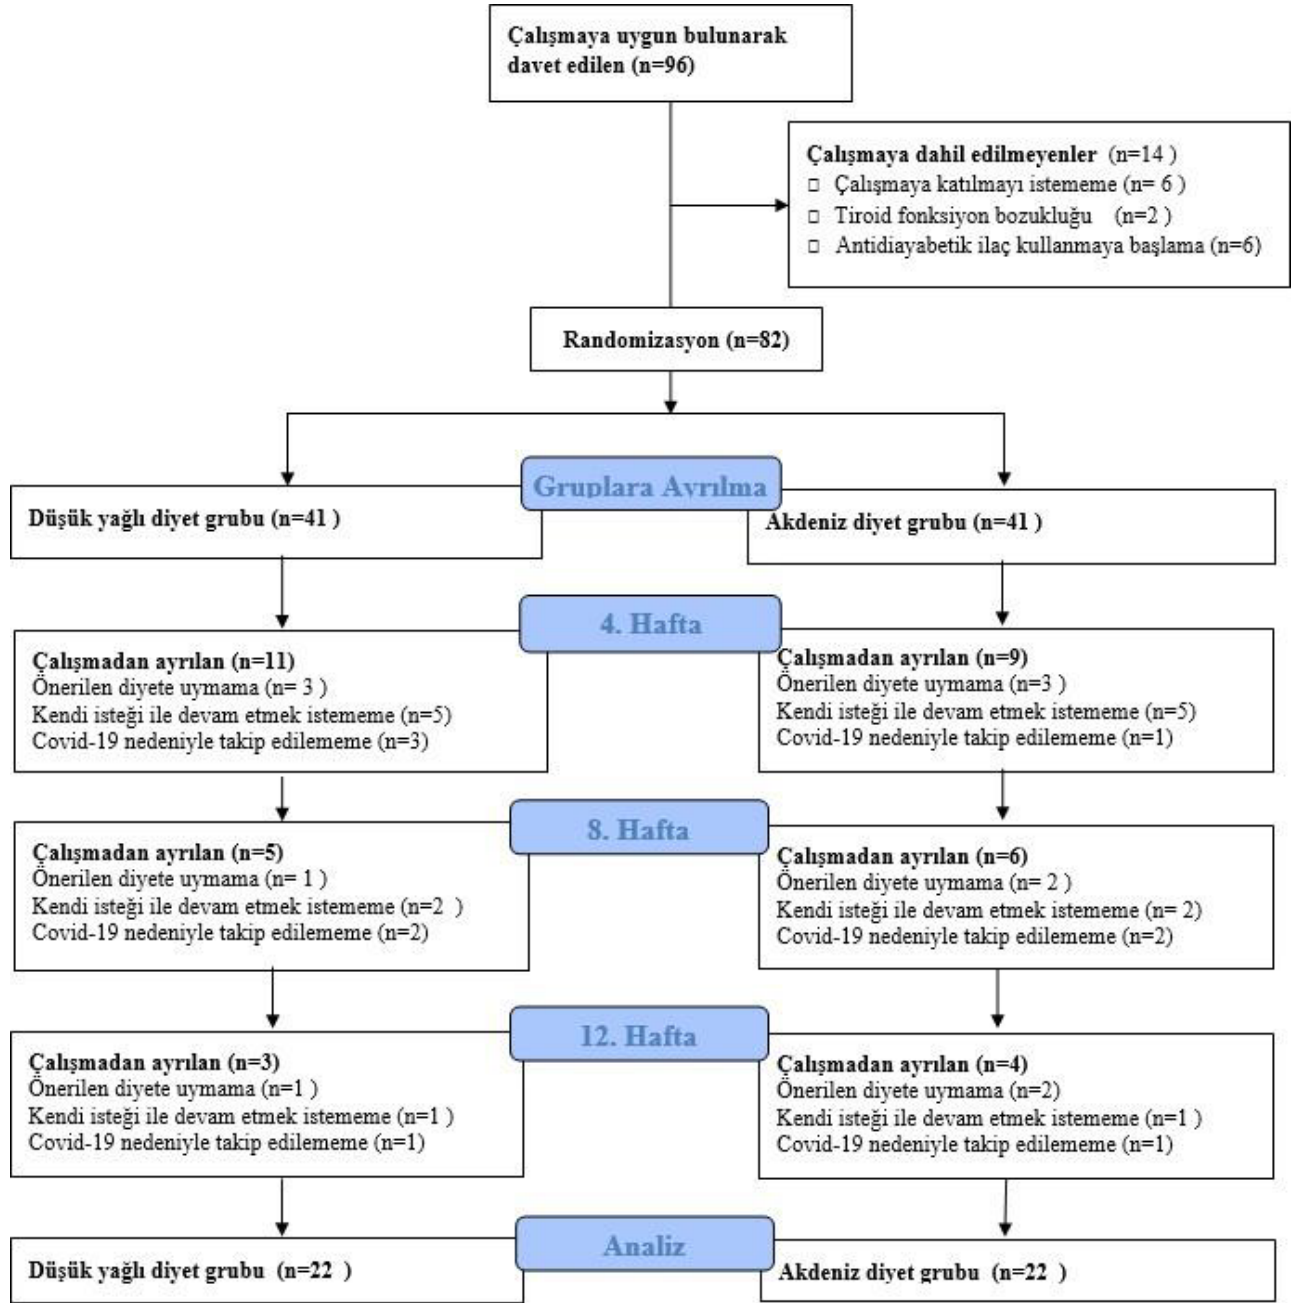 Çalışmaya uygun bulunarak
davet edilen (n=96)
Çalışmaya dahil edilmeyenler (n=14 )
□ Çalışmaya katılmayı istememe (n= 6 )
□ Tiroid fonksiyon bozukluğu (n=2 )
□ Antidiayabetik ilaç kullanmaya başlama (n=6)
Randomizasyon (n=82)
Gruplara Ayrılma
Düşük yağlı diyet grubu (n=41 )
Akdeniz diyet grubu (n=41 )
4. Hafta
Çalışmadan ayrılan (n=11)
Önerilen diyete uymama (n= 3 )
Kendi isteği ile devam etmek istememe (n=5)
Covid-19 nedeniyle takip edilememe (n=3)
Çalışmadan ayrılan (n=9)
Önerilen diyete uymama (n=3 )
Kendi isteği ile devam etmek istememe (n=5)
Covid-19 nedeniyle takip edilememe (n=1)
8. Hafta
Çalışmadan ayrılan (n=5)
Önerilen diyete uymama (n= 1 )
Kendi isteği ile devam etmek istememe (n=2 )
Covid-19 nedeniyle takip edilememe (n=2)
Çalışmadan ayrılan (n=6)
Önerilen diyete uymama (n= 2 )
Kendi isteği ile devam etmek istememe (n= 2)
Covid-19 nedeniyle takip edilememe (n=2)
12. Hafta
Çalışmadan ayrılan (n=3)
Önerilen diyete uymama (n=1 )
Kendi isteği ile devam etmek istememe (n=1 )
Covid-19 nedeniyle takip edilememe (n=1)
Çalışmadan ayrılan (n=4)
Önerilen diyete uymama (n=2)
Kendi isteği ile devam etmek istememe (n=1 )
Covid-19 nedeniyle takip edilememe (n=1)
Analiz
Düşük yağlı diyet grubu (n=22 )
Akdeniz diyet grubu (n=22 )